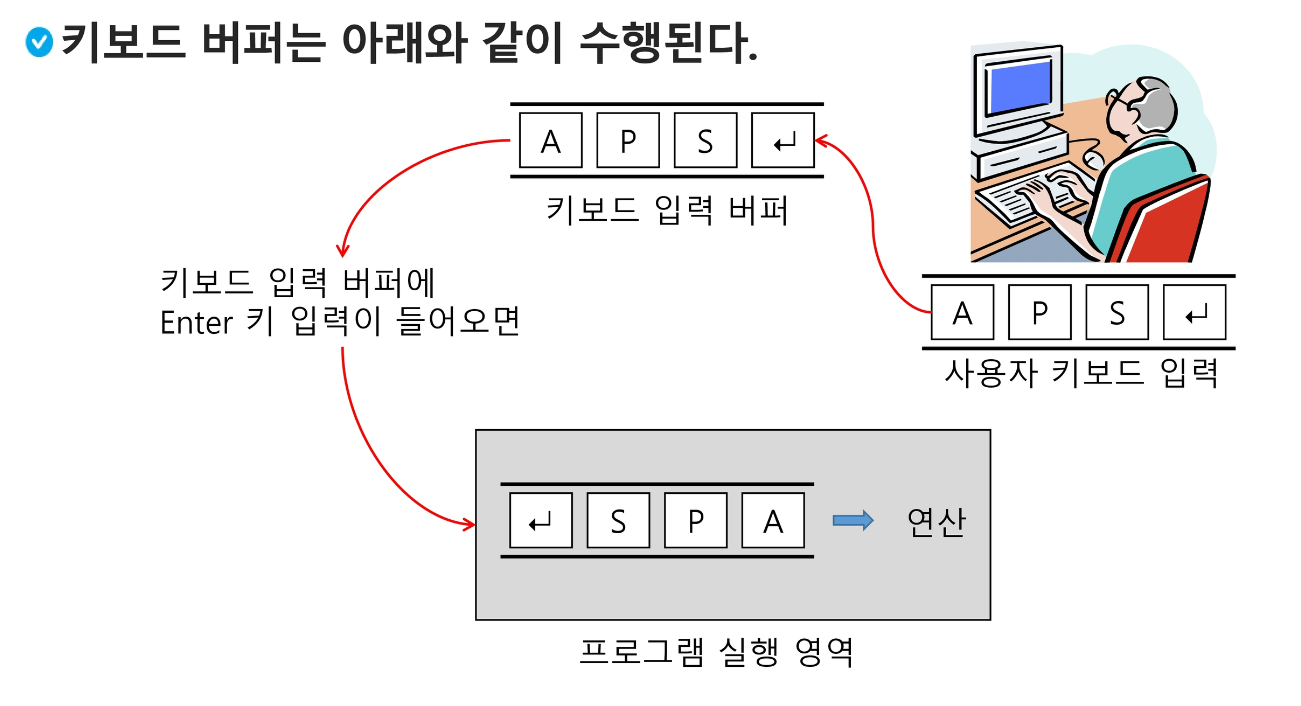 키보드 버퍼는 아래와 같이 수행된다.
A P S ↵
키보드 입력 버퍼
키보드 입력 버퍼에
Enter 키 입력이 들어오면
A P S ↵
사용자 키보드 입력
↵ S P A
연산
프로그램 실행 영역